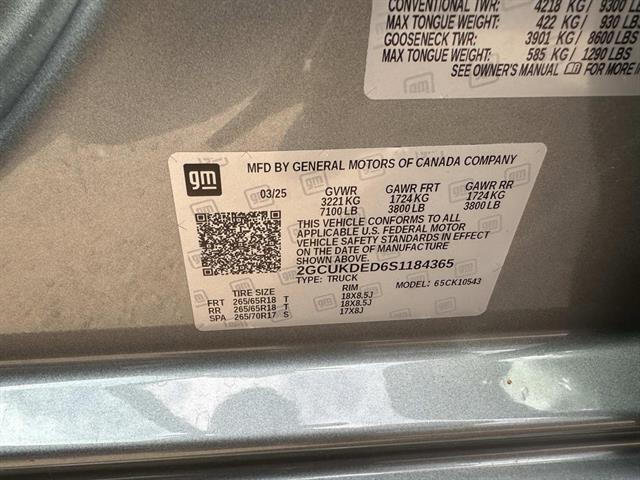 CONVENTIONAL TWR: 4218 KG/ 9300 LBS
MAX TONGUE WEIGHT: 422 KG/ 930 LBS
GOOSENECK TWR: 3901 KG/ 8600 LBS
MAX TONGUE WEIGHT: 585 KG/ 1290 LBS
SEE OWNER'S MANUAL FOR MORE
gm
MFD BY GENERAL MOTORS OF CANADA COMPANY
03/25 GVWR GAWR FRT GAWR RR
3221 KG 1724 KG 1724 KG
7100 LB 3800 LB 3800 LB
THIS VEHICLE CONFORMS TO ALL
APPLICABLE U.S. FEDERAL MOTOR
VEHICLE SAFETY STANDARDS IN EFFECT
ON THE DATE OF MANUFACTURE
SHOWN ABOVE.
2GCUKDED6S1184365
TYPE: TRUCK MODEL: 65CK10543
TIRE SIZE RIM
FRT 265/65R18 T 18X8.5J
RR 265/65R18 T 18X8.5J
SPA 265/70R17 S 17X8J